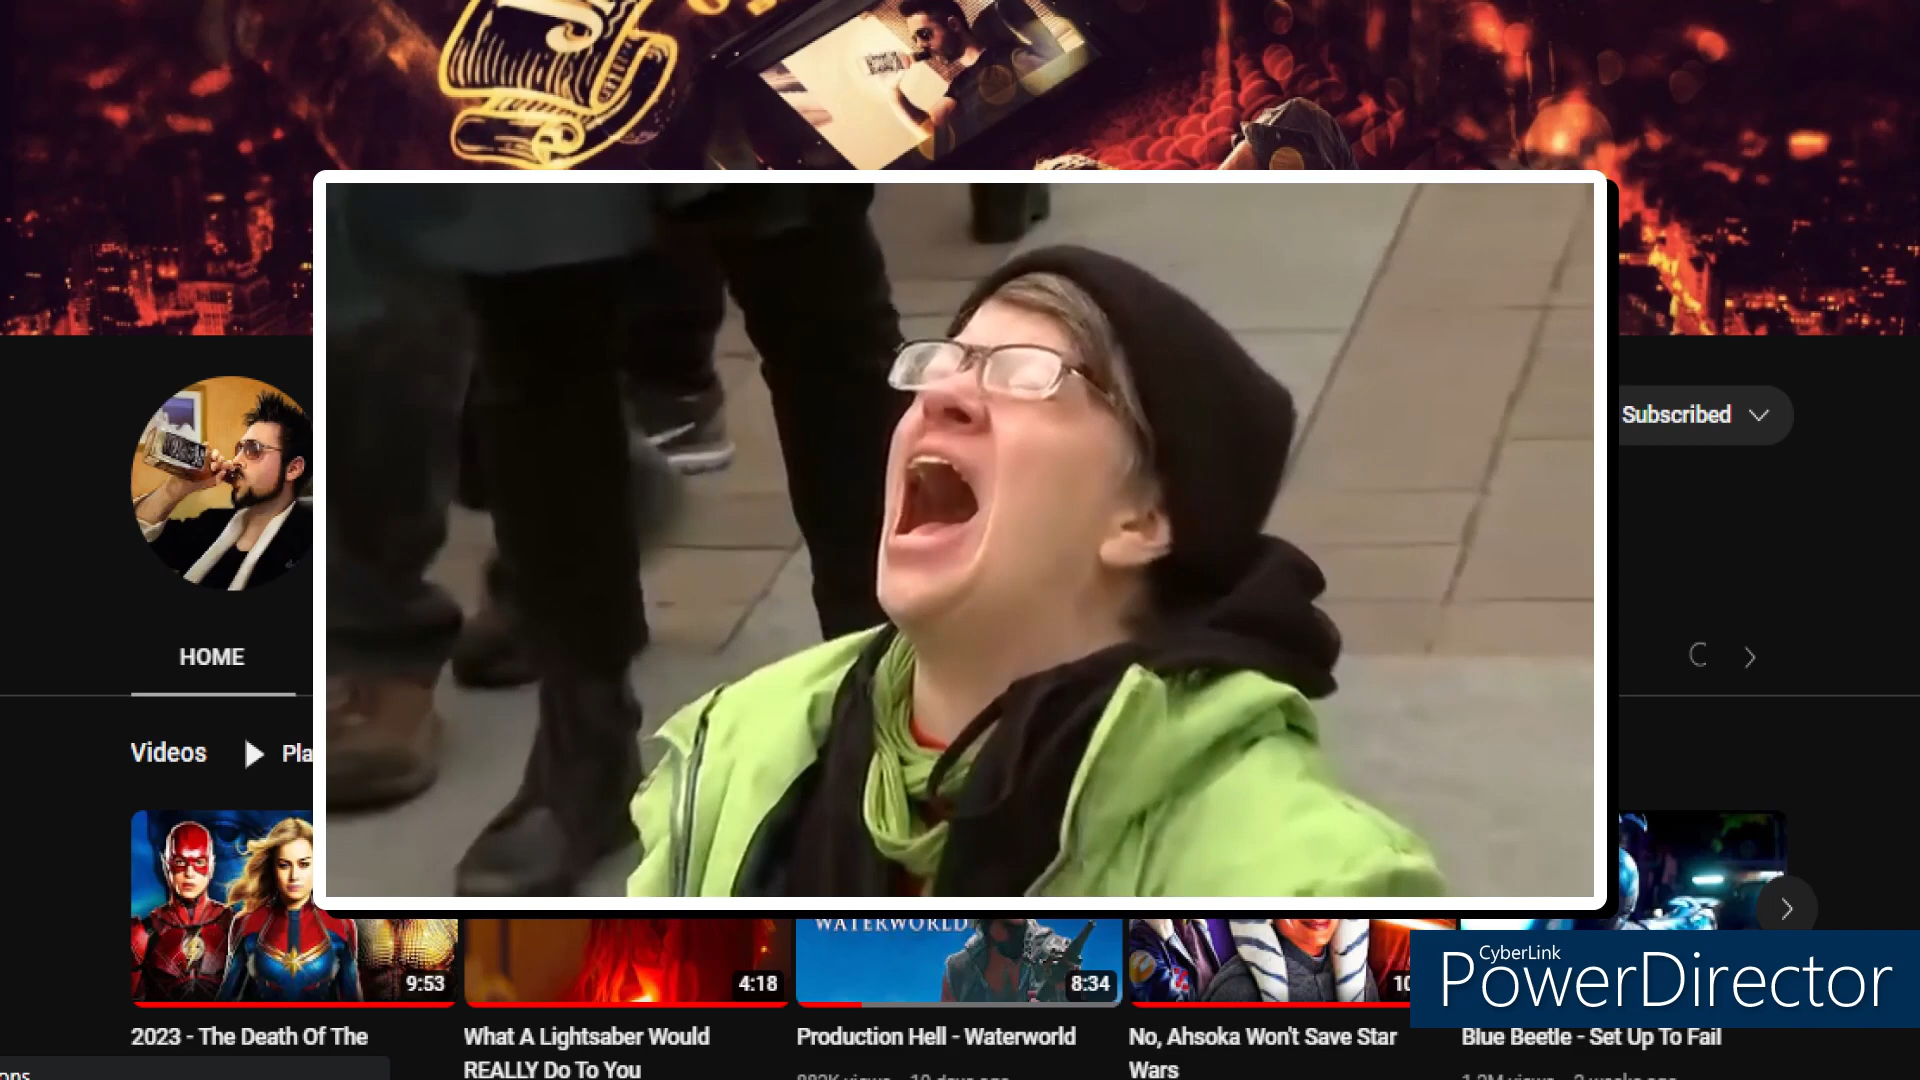 Subscribed
HOME
Videos
Pla
WATERWORLD
9:53
4:18
8:34
10
CyberLink
PowerDirector
2023 - The Death Of The
What A Lightsaber Would
REALLY Do To You
Production Hell - Waterworld
No, Ahsoka Won't Save Star
Wars
Blue Beetle - Set Up To Fail